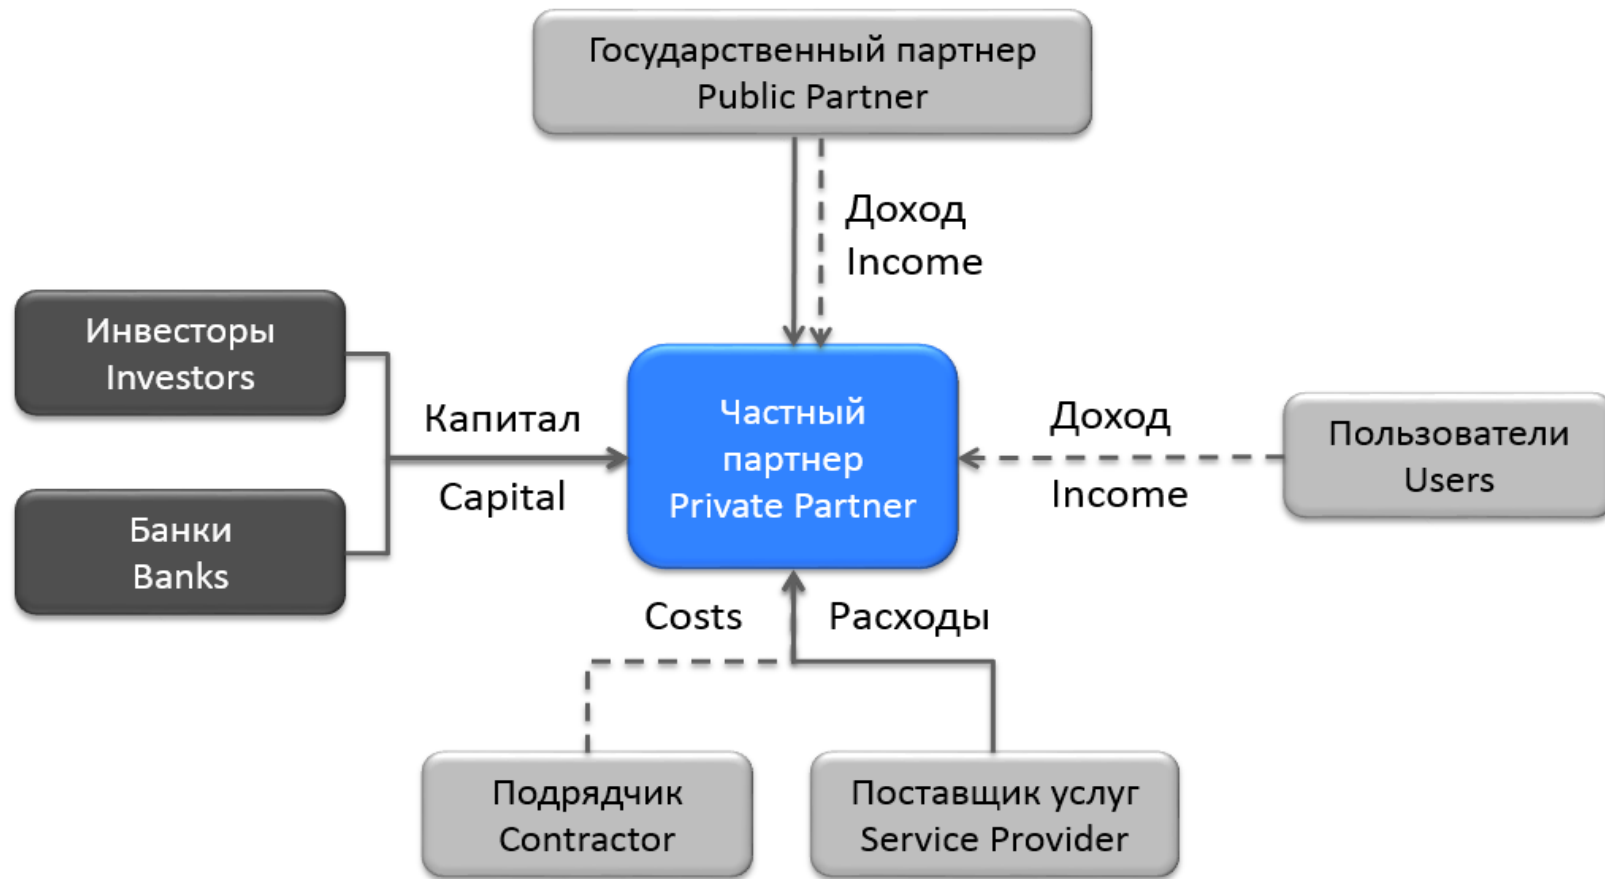 Государственный партнер
Public Partner
Доход
Income
Инвесторы
Investors
Капитал
Capital
Банки
Banks
Частный
партнер
Private Partner
Доход
Income
Пользователи
Users
Costs Расходы
Подрядчик
Contractor
Поставщик услуг
Service Provider